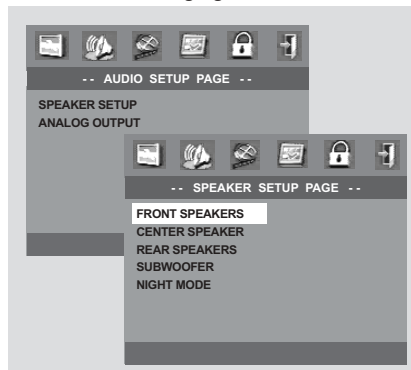 -- AUDIO SETUP PAGE --
SPEAKER SETUP
ANALOG OUTPUT
-- SPEAKER SETUP PAGE --
FRONT SPEAKERS
CENTER SPEAKER
REAR SPEAKERS
SUBWOOFER
NIGHT MODE